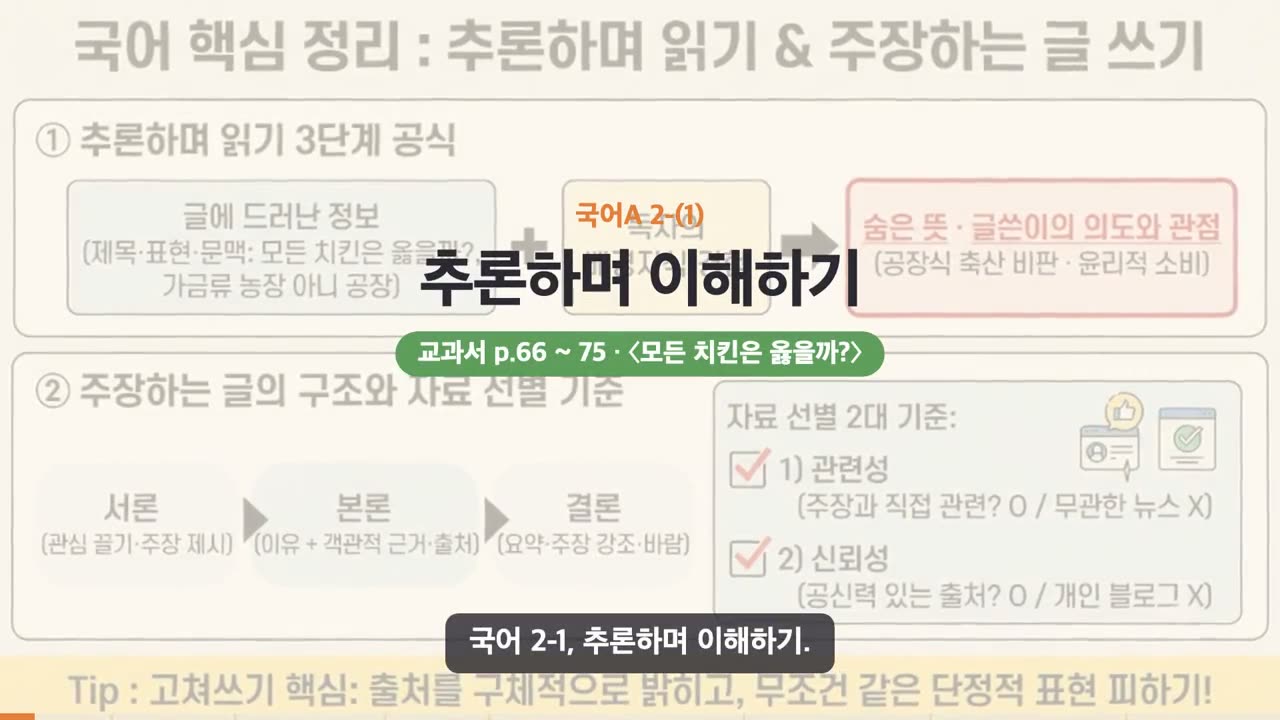 국어 핵심 정리 : 추론하며 읽기 & 주장하는 글 쓰기
① 추론하며 읽기 3단계 공식
글에 드러난 정보
(제목·표현·문맥: 모든 치킨은 옳을까?,
가금류 농장 아니 공장)
독자의
숨은 뜻 · 글쓴이의 의도와 관점
(공장식 축산 비판 · 윤리적 소비)
국어A 2-(1)
추론하며 이해하기
교과서 p.66 ~ 75 · 〈모든 치킨은 옳을까?〉
② 주장하는 글의 구조와 자료 선별 기준
서론
(관심 끌기·주장 제시)
본론
(이유 + 객관적 근거·출처)
결론
(요약·주장 강조·바람)
자료 선별 2대 기준:
1) 관련성
(주장과 직접 관련? O / 무관한 뉴스 X)
2) 신뢰성
(공신력 있는 출처? O / 개인 블로그 X)
국어 2-1, 추론하며 이해하기.
Tip : 고쳐쓰기 핵심: 출처를 구체적으로 밝히고, 무조건 같은 단정적 표현 피하기!